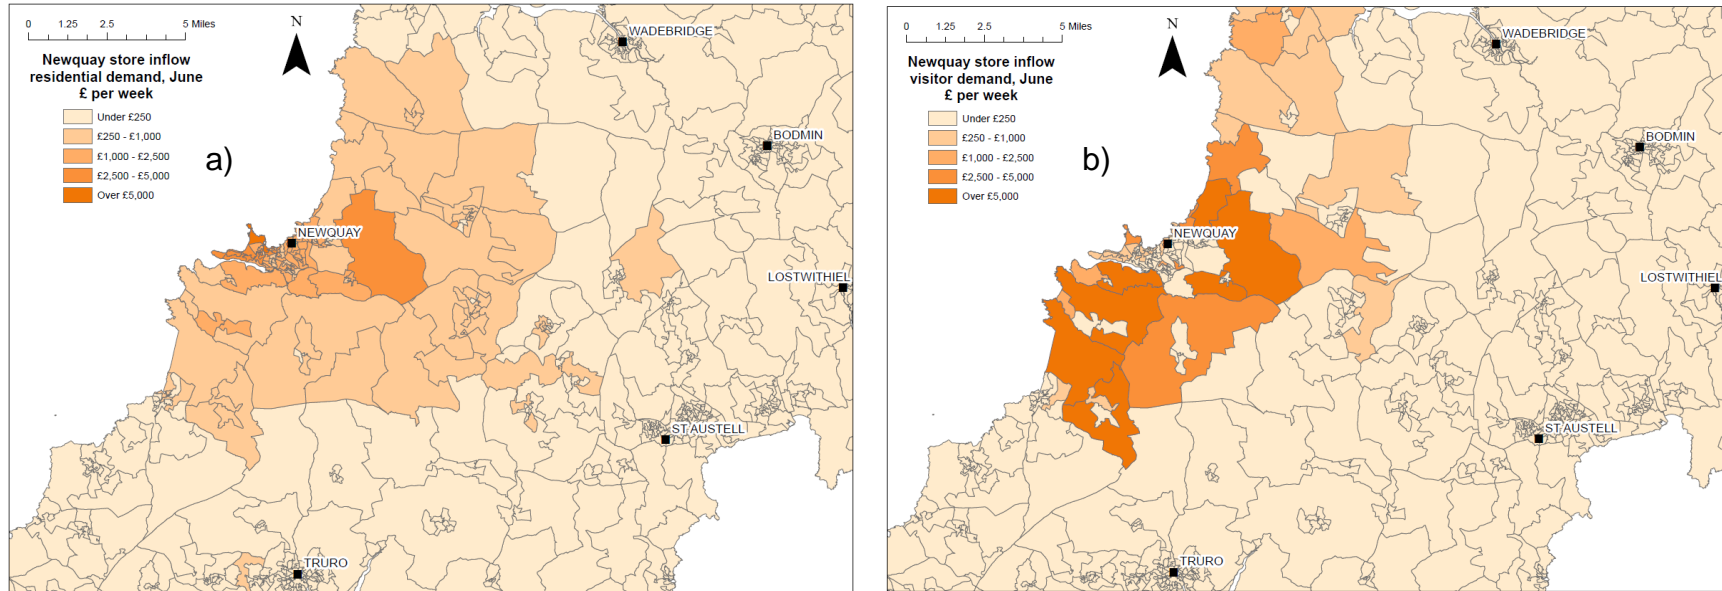 0 1.25 2.5 5 Miles
N
Newquay store inflow
residential demand, June
£ per week
Under £250
£250 - £1,000
£1,000 - £2,500
£2,500 - £5,000
Over £5,000
a)
WADEBRIDGE
BODMIN
NEWQUAY
LOSTWITHIEL
ST AUSTELL
TRURO
0 1.25 2.5 5 Miles
N
Newquay store inflow
visitor demand, June
£ per week
Under £250
£250 - £1,000
£1,000 - £2,500
£2,500 - £5,000
Over £5,000
b)
WADEBRIDGE
BODMIN
NEWQUAY
LOSTWITHIEL
ST AUSTELL
TRURO